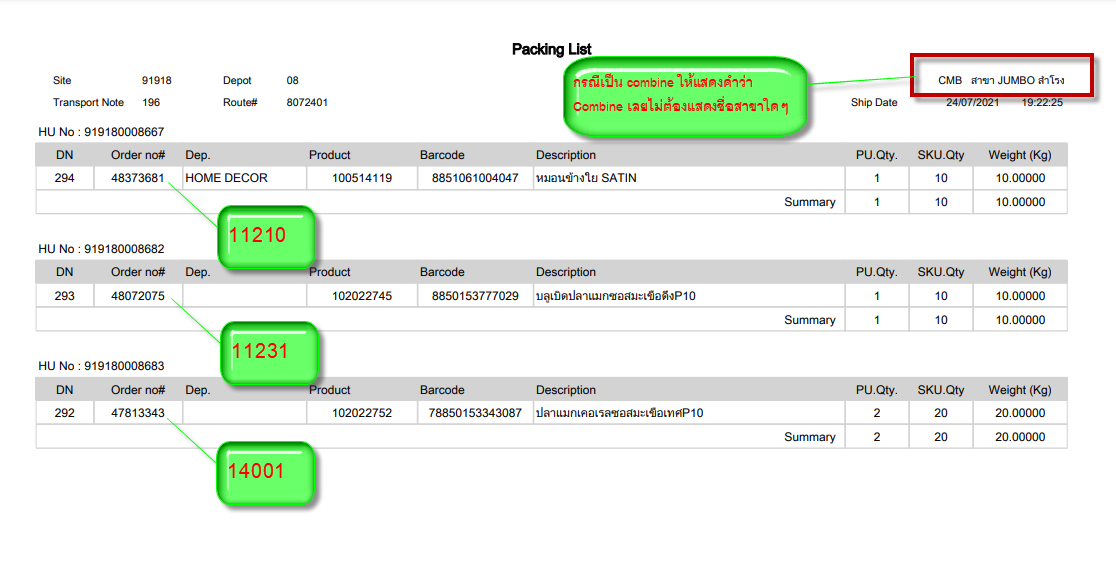 Packing List
Site 91918 Depot 08 CMB สาขา JUMBO สำโรง
Transport Note 196 Route# 8072401 Ship Date 24/07/2021 19:22:25
กรณีเป็น combine ให้แสดงคำว่า
Combine เลยไม่ต้องแสดงชื่อสาขาใดๆ
HU No : 919180008667
DN Order no# Dep. Product Barcode Description PU.Qty. SKU.Qty Weight (Kg)
294 48373681 HOME DECOR 100514119 8851061004047 หมอนข้างใย SATIN 1 10 10.00000
Summary 1 10 10.00000
11210
HU No : 919180008682
DN Order no# Dep. Product Barcode Description PU.Qty. SKU.Qty Weight (Kg)
293 48072075 102022745 8850153777029 บลูเบิดปลาแมกซอสมะเขือดึงP10 1 10 10.00000
Summary 1 10 10.00000
11231
HU No : 919180008683
DN Order no# Dep. Product Barcode Description PU.Qty. SKU.Qty Weight (Kg)
292 47813343 102022752 78850153343087 ปลาแมกเคอเรลซอสมะเขือเทศP10 2 20 20.00000
Summary 2 20 20.00000
14001